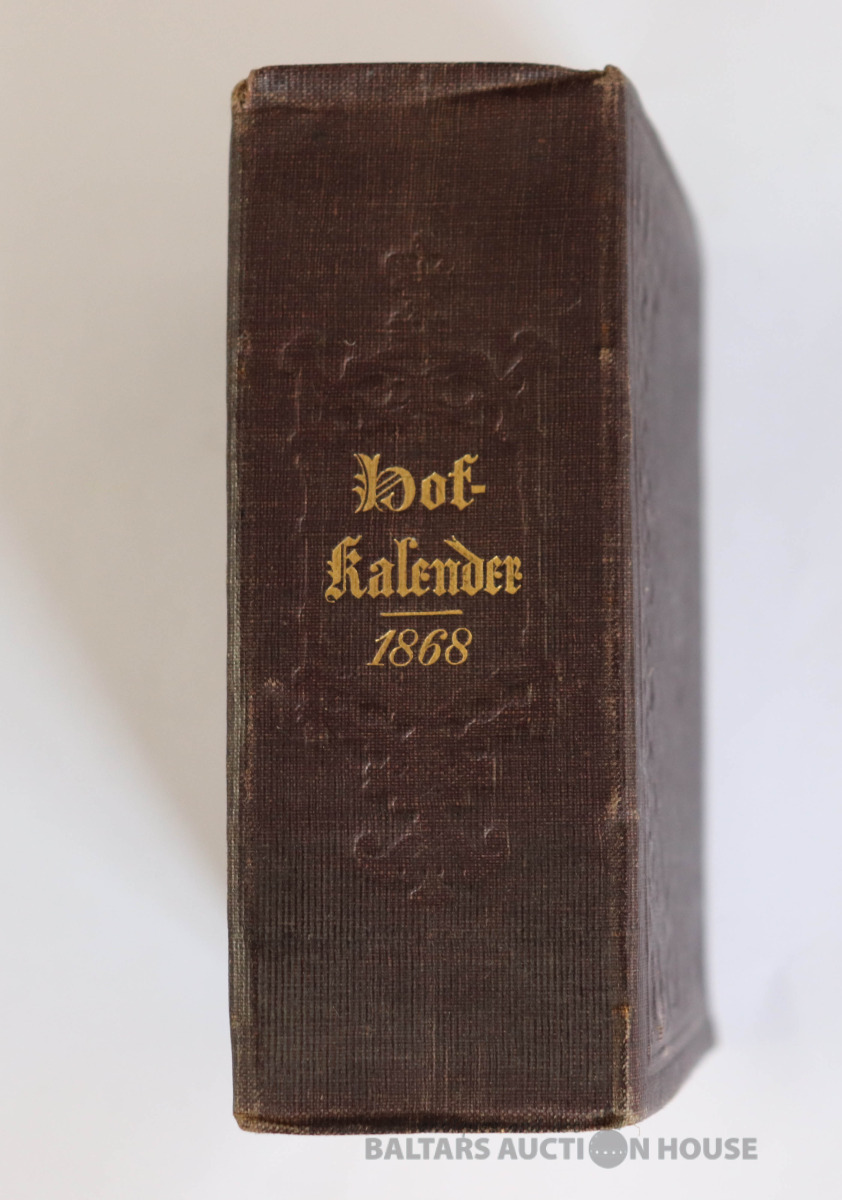 Hof-
Kalender
1868
BALTARS AUCTION HOUSE